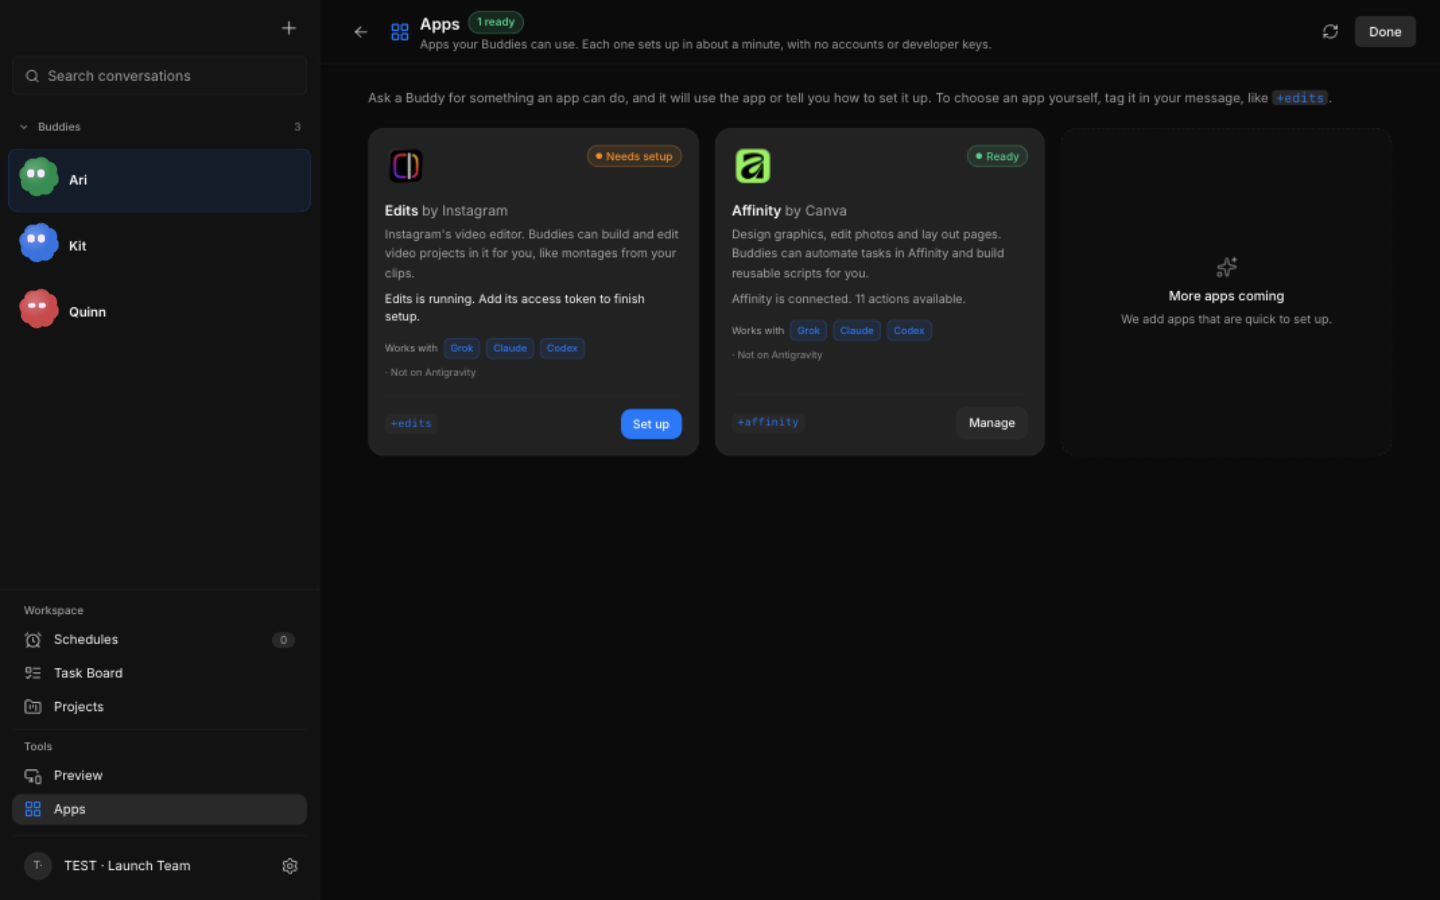 Search conversations
Buddies 3
Ari
Kit
Quinn
Workspace
Schedules 0
Task Board
Projects
Tools
Preview
Apps
T·
TEST · Launch Team
Apps 1 ready
Apps your Buddies can use. Each one sets up in about a minute, with no accounts or developer keys.
Done
Ask a Buddy for something an app can do, and it will use the app or tell you how to set it up. To choose an app yourself, tag it in your message, like +edits.
Needs setup
Edits by Instagram
Instagram's video editor. Buddies can build and edit
video projects in it for you, like montages from your
clips.
Edits is running. Add its access token to finish
setup.
Works with Grok Claude Codex
· Not on Antigravity
+edits Set up
a
Ready
Affinity by Canva
Design graphics, edit photos and lay out pages.
Buddies can automate tasks in Affinity and build
reusable scripts for you.
Affinity is connected. 11 actions available.
Works with Grok Claude Codex
· Not on Antigravity
+affinity Manage
More apps coming
We add apps that are quick to set up.